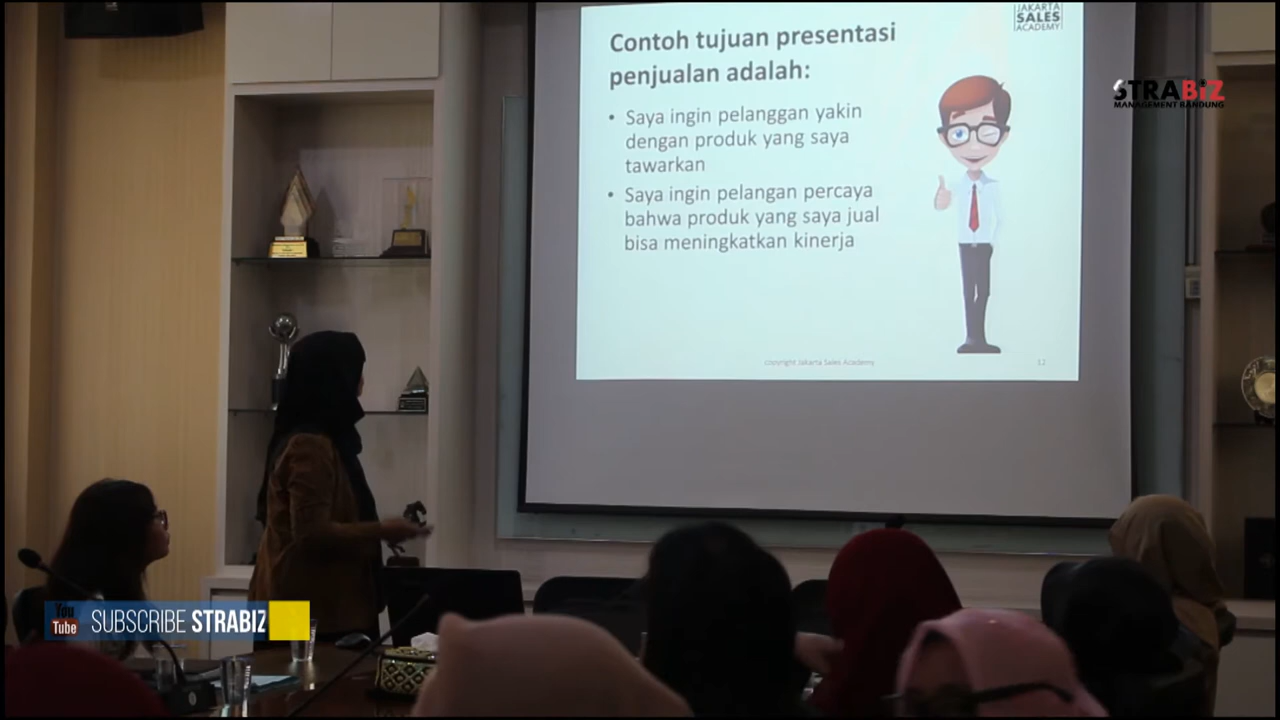 JAKARTA
SALES
ACADEMY
Contoh tujuan presentasi
penjualan adalah:
STRABIZ
MANAGEMENT BANDUNG
• Saya ingin pelanggan yakin
dengan produk yang saya
tawarkan
• Saya ingin pelangan percaya
bahwa produk yang saya jual
bisa meningkatkan kinerja
copyright Jakarta Sales Academy
12
You
Tube
SUBSCRIBE STRABIZ